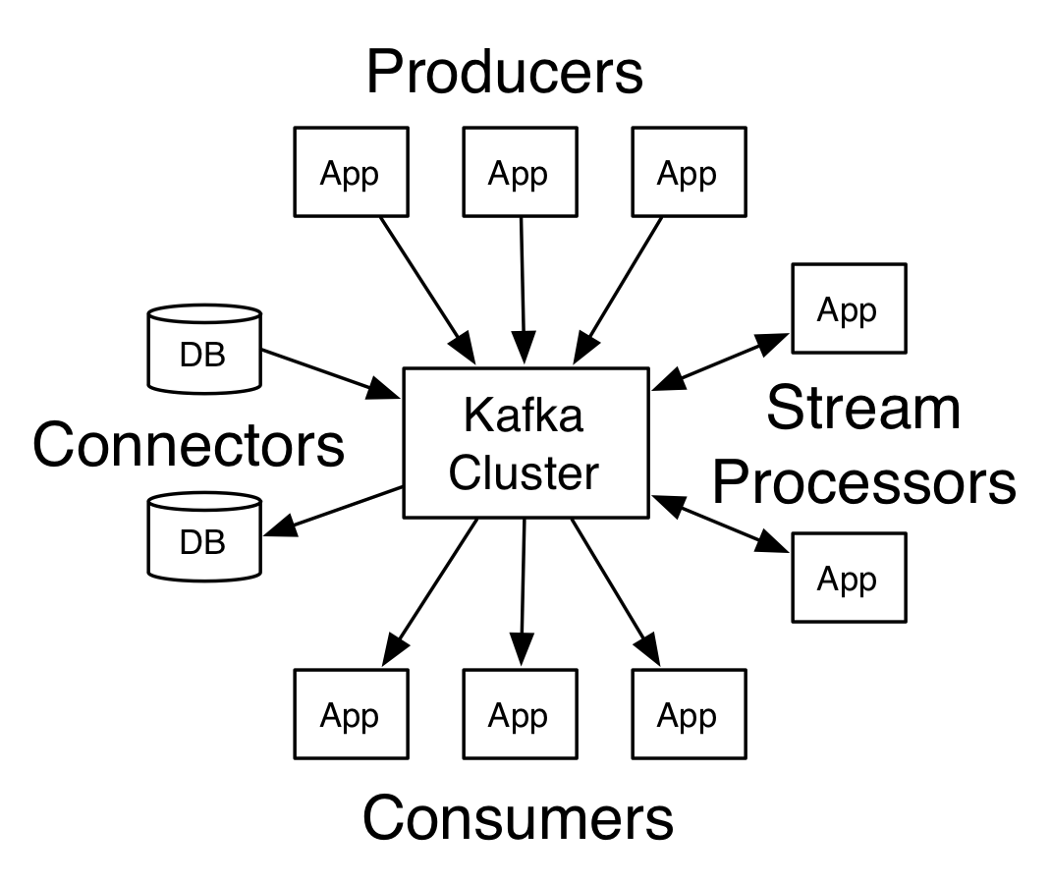 Producers
App
App
App
App
DB
Kafka
Cluster
Stream
Processors
Connectors
DB
App
App
App
App
Consumers